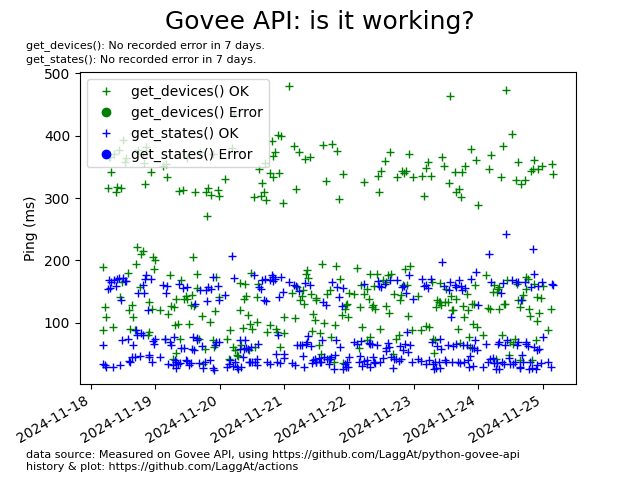 Govee API: is it working?
get_devices(): No recorded error in 7 days.
get_states(): No recorded error in 7 days.
get_devices() OK
get_devices() Error
get_states() OK
get_states() Error
Ping (ms)
500
400
300
200
100
2024-11-18
2024-11-19
2024-11-20
2024-11-21
2024-11-22
2024-11-23
2024-11-24
2024-11-25
data source: Measured on Govee API, using https://github.com/LaggAt/python-govee-api
history & plot: https://github.com/LaggAt/actions